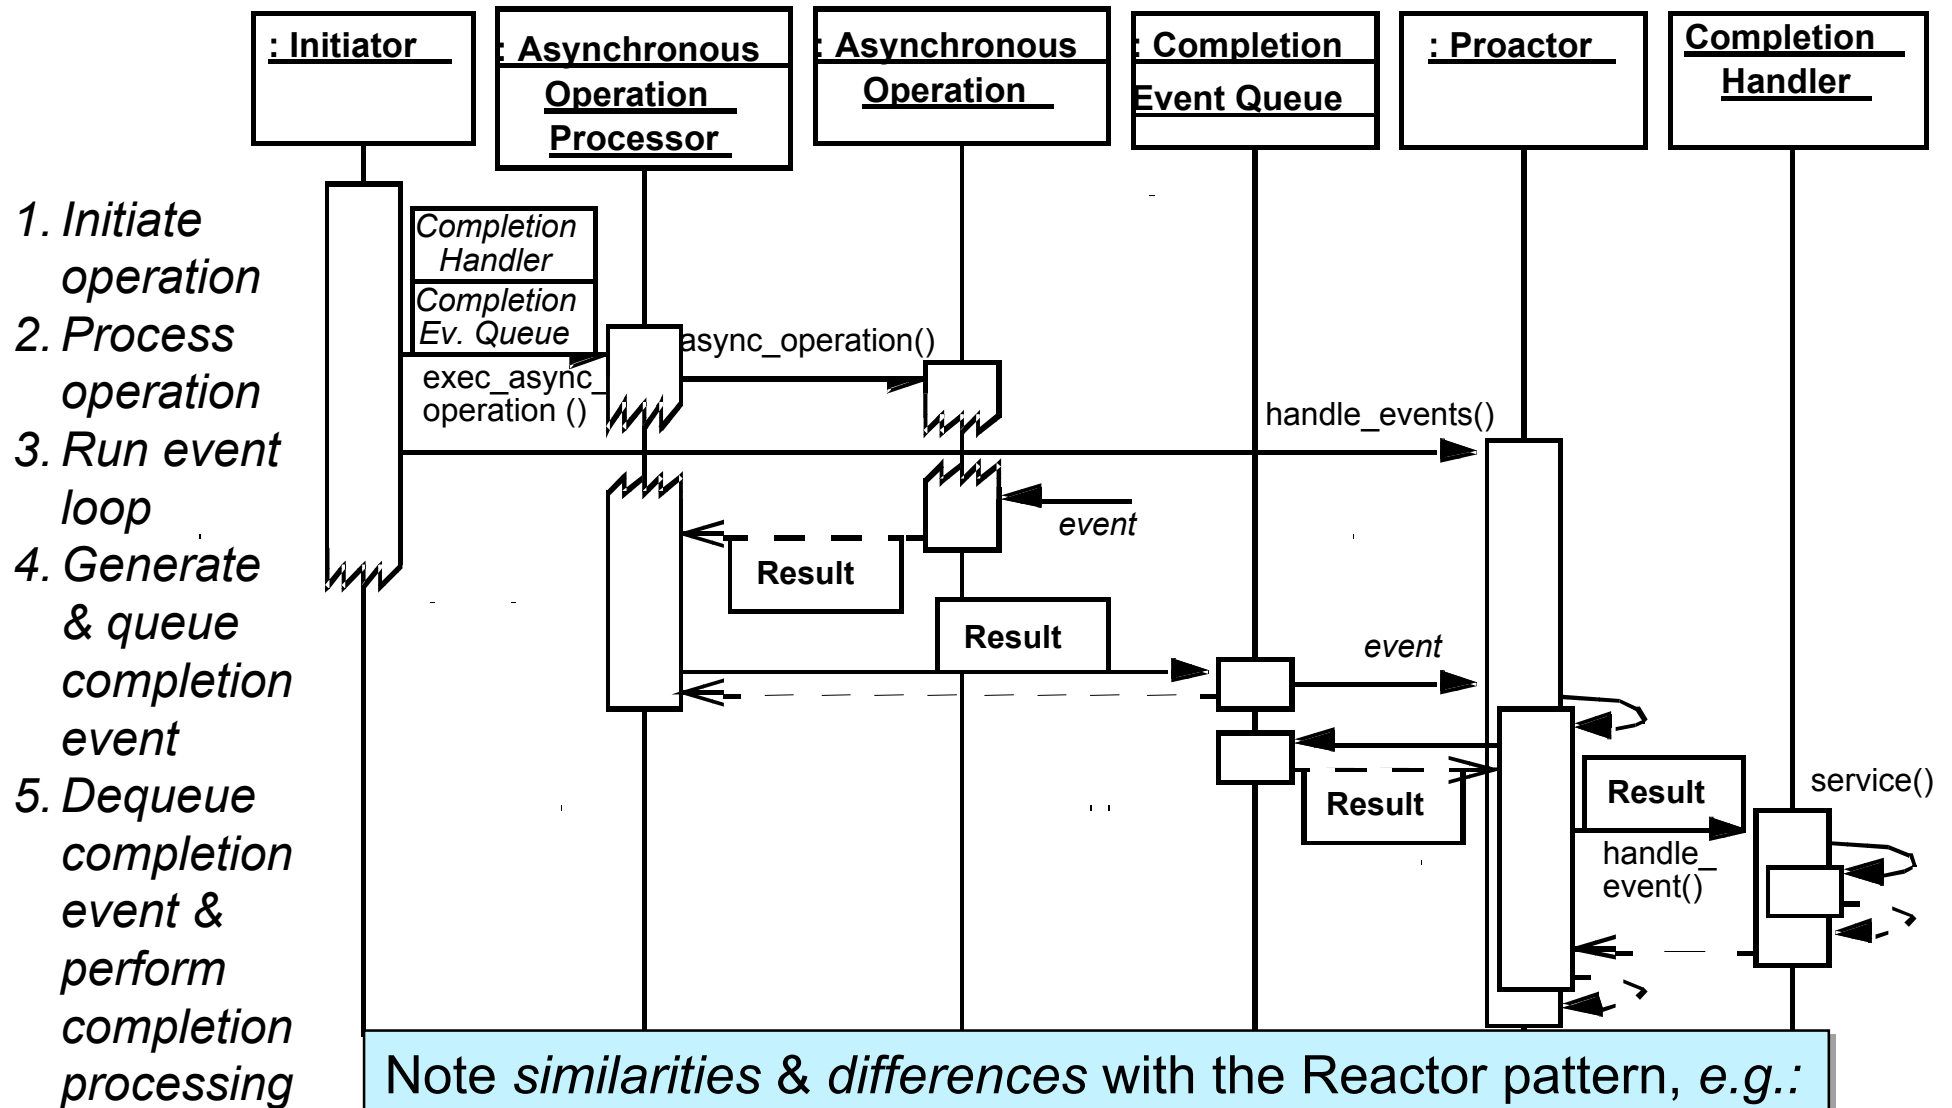 : Initiator
: Asynchronous
Operation
Processor
: Asynchronous
Operation
: Completion
Event Queue
: Proactor
Completion
Handler
1. Initiate
operation
2. Process
operation
3. Run event
loop
4. Generate
& queue
completion
event
5. Dequeue
completion
event &
perform
completion
processing
Completion
Handler
Completion
Ev. Queue
exec_async_
operation ()
async_operation()
handle_events()
event
Result
Result
event
Result
Result
service()
handle_
event()
Note similarities & differences with the Reactor pattern, e.g.: